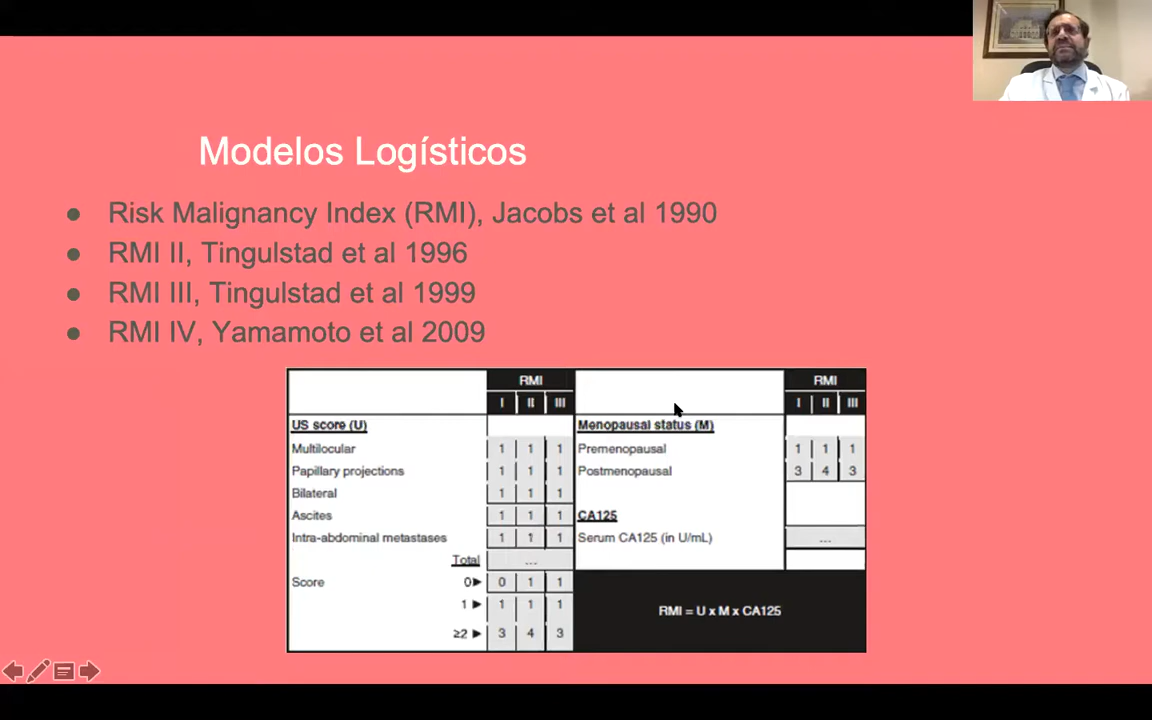 Modelos Logísticos
● Risk Malignancy Index (RMI), Jacobs et al 1990
● RMI II, Tingulstad et al 1996
● RMI III, Tingulstad et al 1999
● RMI IV, Yamamoto et al 2009
RMI
I II III
US score (U)
Multilocular 1 1 1
Papillary projections 1 1 1
Bilateral 1 1 1
Ascites 1 1 1
Intra-abdominal metastases 1 1 1
Total ...
Score 0► 0 1 1
1► 1 1 1
≥2► 3 4 3
RMI
I II III
Menopausal status (M)
Premenopausal 1 1 1
Postmenopausal 3 4 3
CA125
Serum CA125 (in U/mL) ...
RMI = U x M x CA125